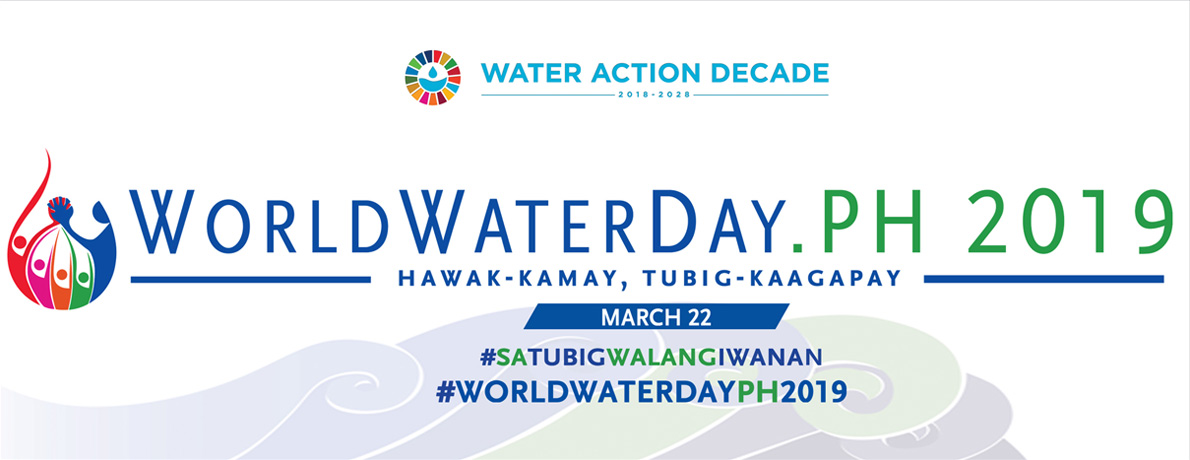 WATER ACTION DECADE
2018-2028
WORLDWATERDAY.PH 2019
HAWAK-KAMAY, TUBIG-KAAGAPAY
MARCH 22
#SATUBIGWALANGIWANAN
#WORLDWATERDAYPH2019